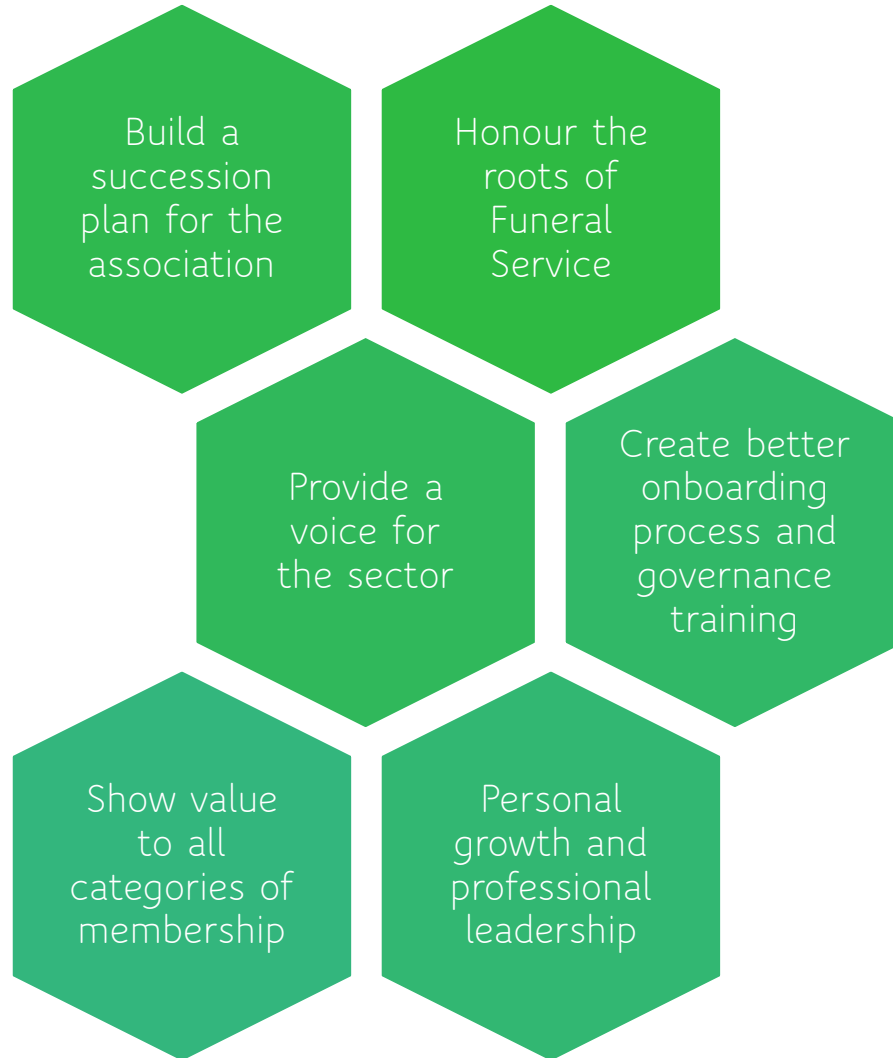 Build a
succession
plan for the
association
Honour the
roots of
Funeral
Service
Provide a
voice for
the sector
Create better
onboarding
process and
governance
training
Show value
to all
categories of
membership
Personal
growth and
professional
leadership